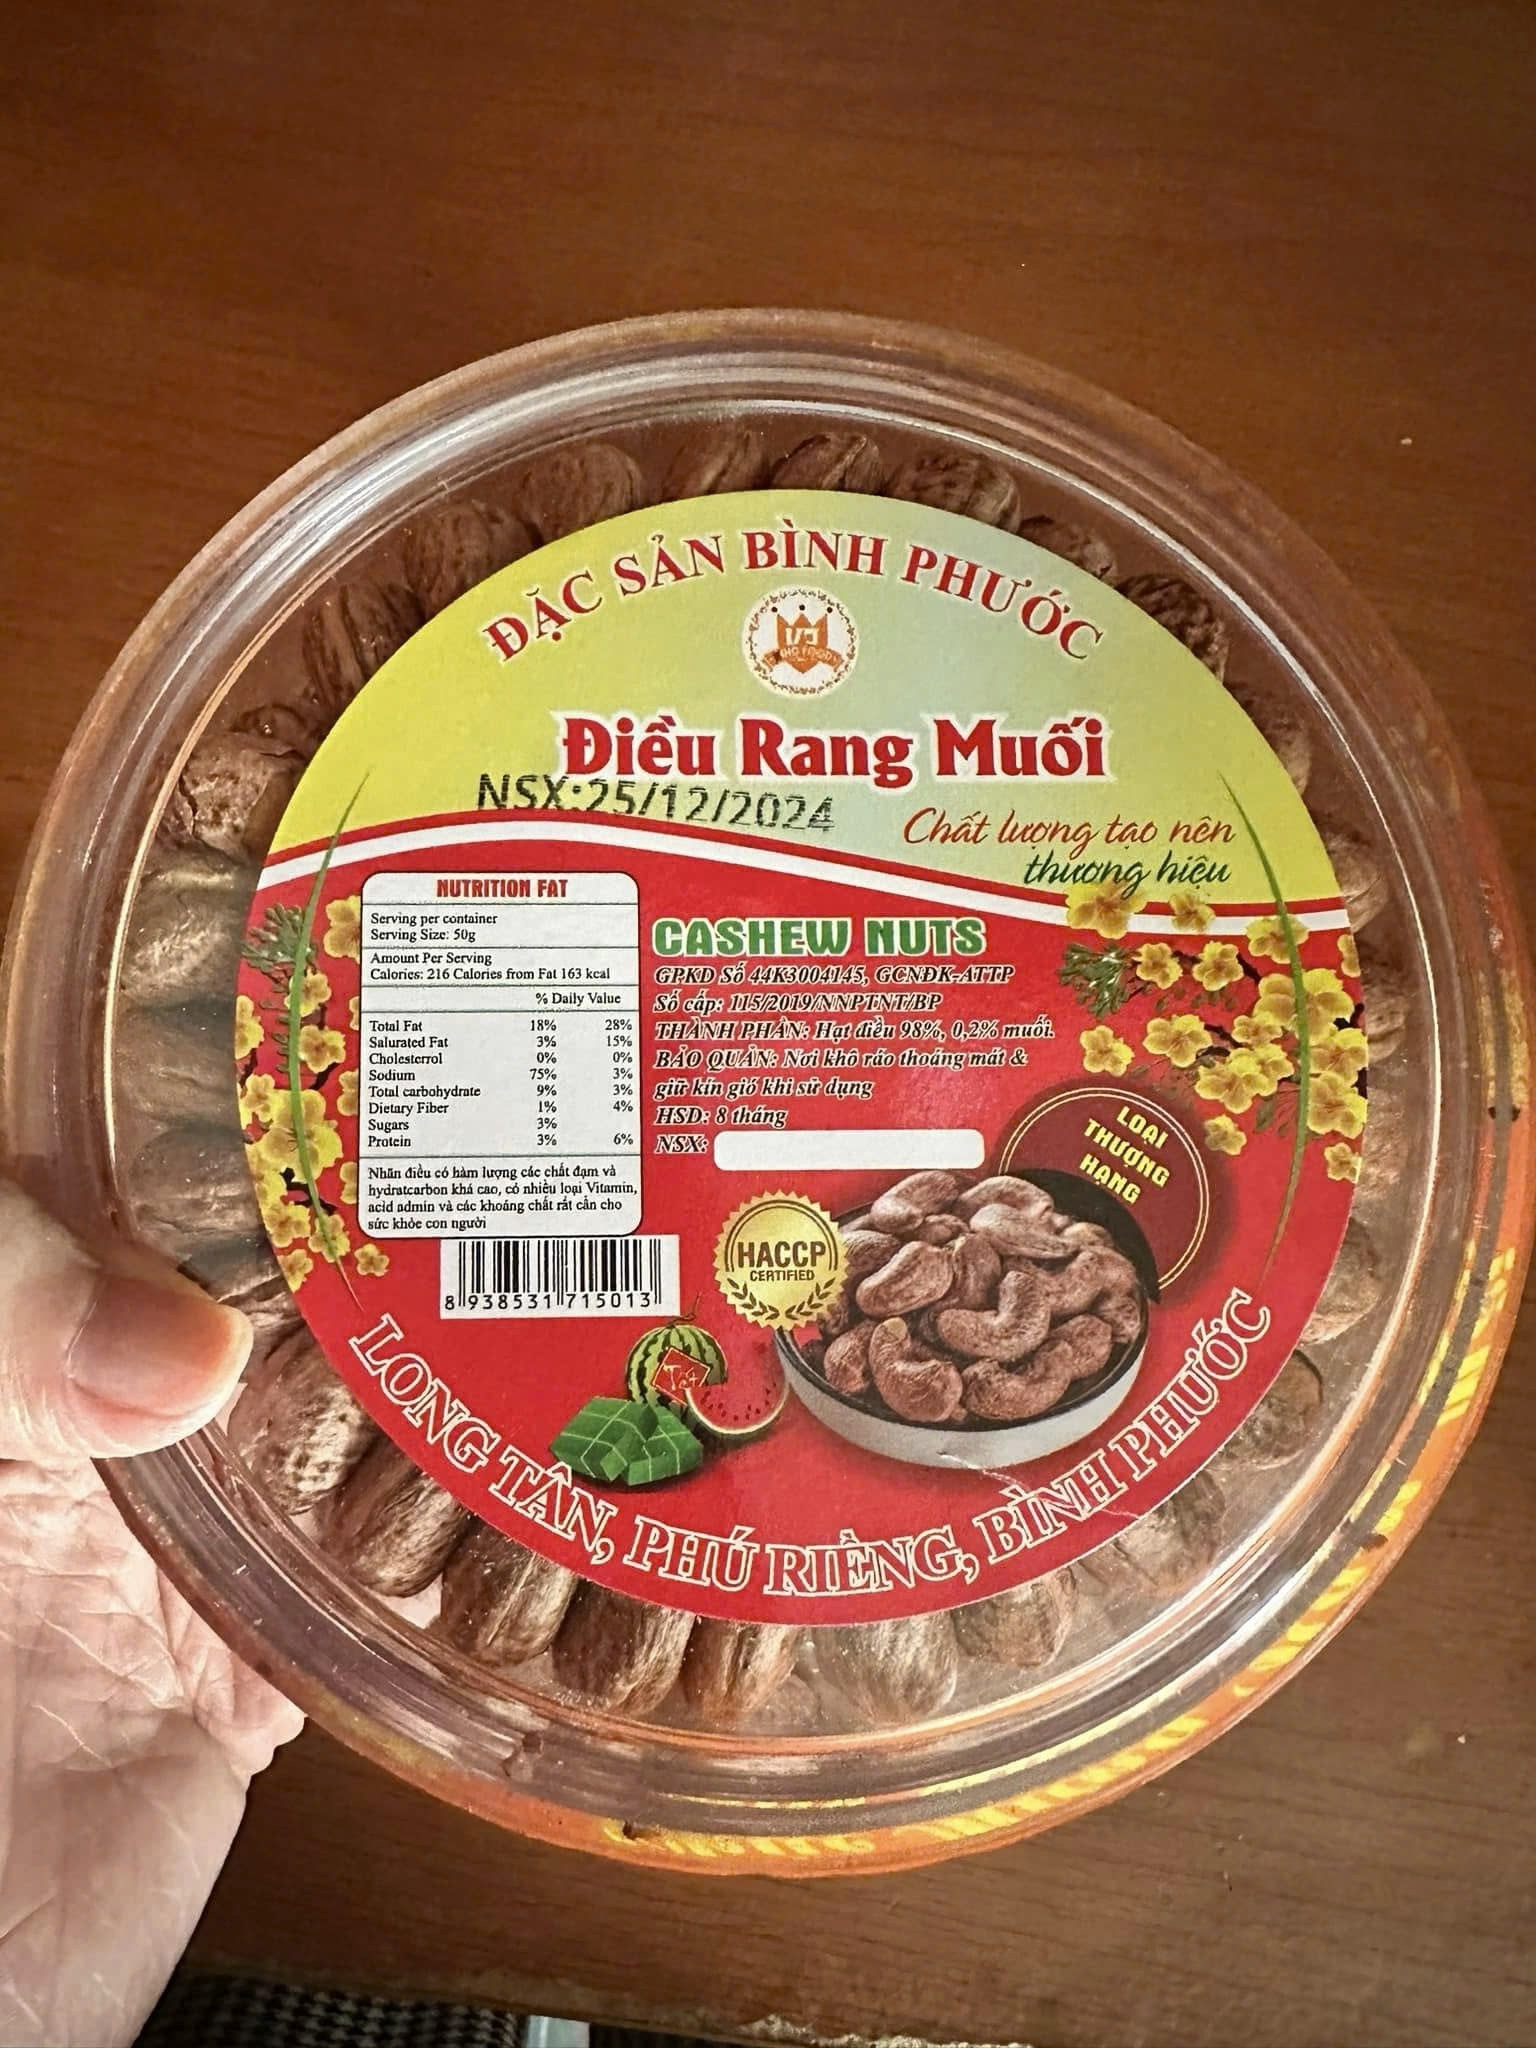 ĐẶC SẢN BÌNH PHƯỚC
Điều Rang Muối
NSX:25/12/2024
Chất lượng tạo nên
thương hiệu
NUTRITION FAT
Serving per container
Serving Size: 50g
Amount Per Serving
Calories: 216 Calories from Fat 163 kcal
% Daily Value
Total Fat 18% 28%
Salurated Fat 3% 15%
Cholesterrol 0% 0%
Sodium 75% 3%
Total carbohydrate 9% 3%
Dietary Fiber 1% 4%
Sugars 3%
Protein 3% 6%
Nhãn điều có hàm lượng các chất đạm và
hydratcarbon khá cao, có nhiều loại Vitamin,
acid admin và các khoáng chất rất cần cho
sức khỏe con người
8 938531 715013
CASHEW NUTS
GPKD Số 44K3004145, GCNĐK-ATTP
Số cấp: 115/2019/NNPTNT/BP
THÀNH PHẦN: Hạt điều 98%, 0,2% muối.
BẢO QUẢN: Nơi khô ráo thoáng mát &
giữ kín gió khi sử dụng
HSD: 8 tháng
NSX:
LOẠI
THƯỢNG
HẠNG
HACCP
CERTIFIED
Tết
LONG TÂN, PHÚ RIỀNG, BÌNH PHƯỚC